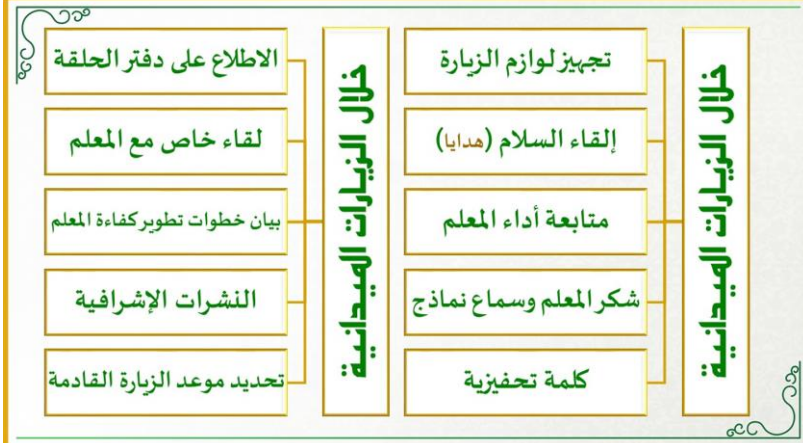 خلال الزيارات الميدانية
تجهيز لوازم الزيارة
إلقاء السلام (هدايا)
متابعة أداء المعلم
شكر المعلم وسماع نماذج
كلمة تحفيزية
خلال الزيارات الميدانية
الاطلاع على دفتر الحلقة
لقاء خاص مع المعلم
بيان خطوات تطوير كفاءة المعلم
النشرات الإشرافية
تحديد موعد الزيارة القادمة